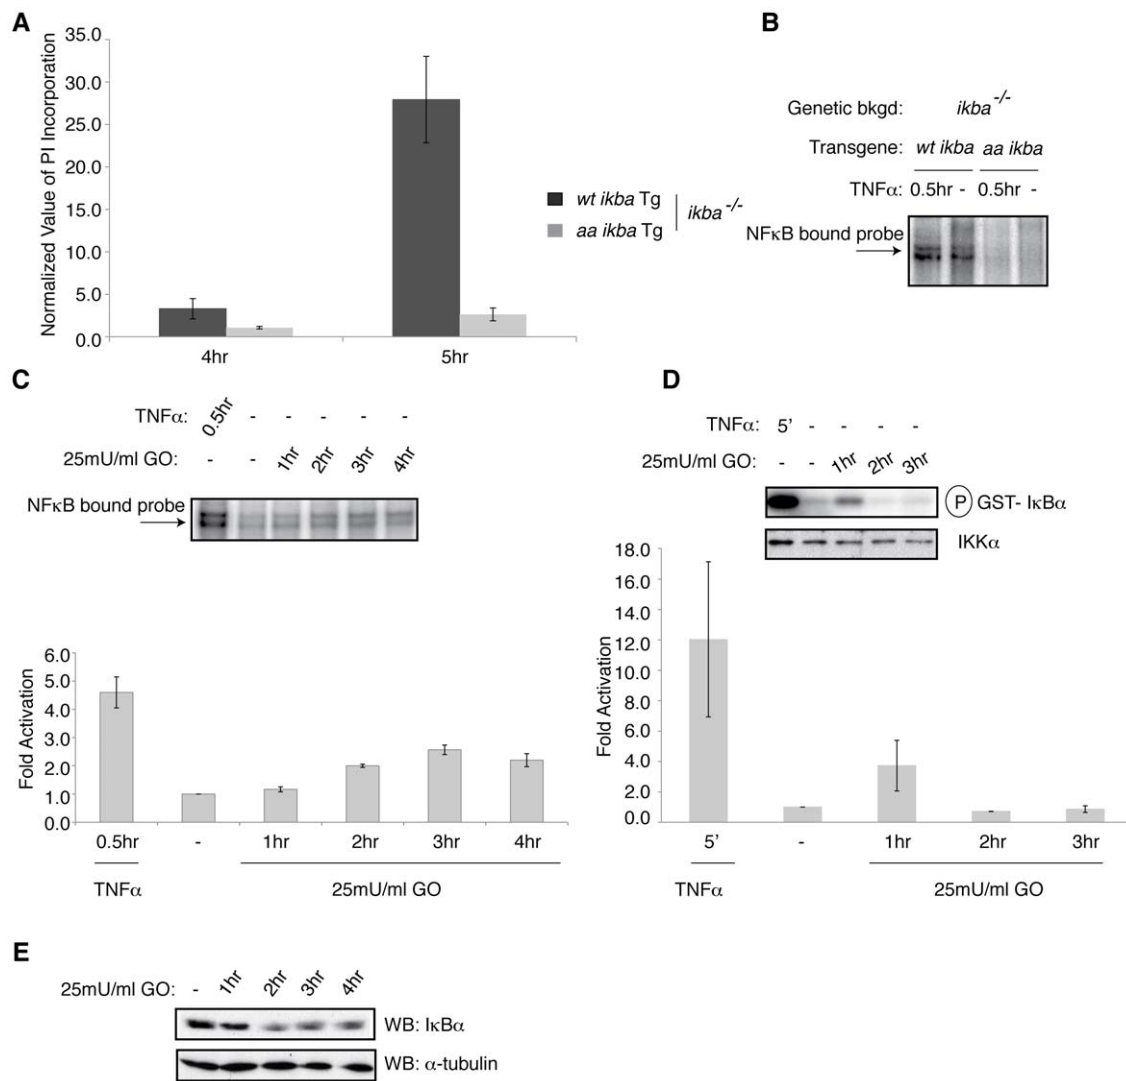 A
Normalized Value of PI Incorporation
35.0
30.0
25.0
20.0
15.0
10.0
5.0
0.0
4hr 5hr
wt ikba Tg
aa ikba Tg
ikba-/-
B
Genetic bkgd: ikba-/-
Transgene: wt ikba aa ikba
TNFα: 0.5hr - 0.5hr -
NFκB bound probe
C
TNFα: 0.5hr - - - - -
25mU/ml GO: - - 1hr 2hr 3hr 4hr
NFκB bound probe
Fold Activation
6.0
5.0
4.0
3.0
2.0
1.0
0.0
0.5hr - 1hr 2hr 3hr 4hr
TNFα 25mU/ml GO
D
TNFα: 5' - - - -
25mU/ml GO: - - 1hr 2hr 3hr
P GST- IκBα
IKKα
Fold Activation
18.0
16.0
14.0
12.0
10.0
8.0
6.0
4.0
2.0
0.0
5' - 1hr 2hr 3hr
TNFα 25mU/ml GO
E
25mU/ml GO: - 1hr 2hr 3hr 4hr
WB: IκBα
WB: α-tubulin